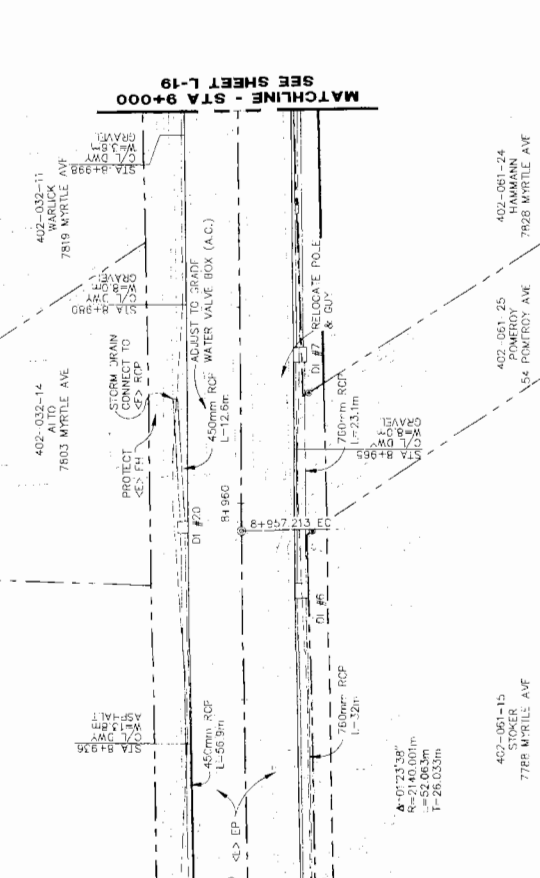 MATCHLINE - STA 9+000
SEE SHEET L-19
402-032-11
WARLICK
7819 MYRTLE AVE
STA 8+998
C/L DWY
W=3.6m
GRAVEL
STA 8+980
C/L DWY
W=8.0m
GRAVEL
402-032-14
7803 MYRTLE AVE
STORM DRAIN
CONNECT TO
<E> RCP
PROTECT
<E> FH
ADJUST TO GRADE
WATER VALVE BOX (A.C.)
450mm RCP
L=12.6m
DI #20
8+960
8+957.213 EC
RELOCATE POLE
& GUY
DI #7
760mm RCP
L=23.1m
STA 8+965
C/L DWY
W=8.0m
GRAVEL
DI #6
402-061-24
HAMMANN
7828 MYRTLE AVE
402-061-25
POMEROY
POMEROY AVE
STA 8+936
C/L DWY
W=13.8m
ASPHALT
450mm RCP
L=56.9m
EP
760mm RCP
L=32m
Δ=01°23'38"
R=2140.001m
L=52.063m
T=26.033m
402-061-15
STOKER
7788 MYRTLE AVE